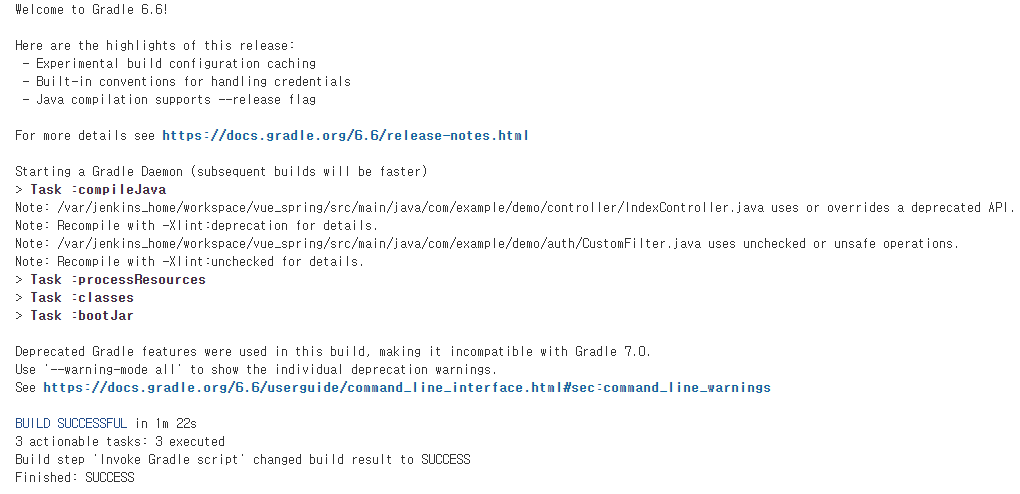 Welcome to Gradle 6.6!
Here are the highlights of this release:
- Experimental build configuration caching
- Built-in conventions for handling credentials
- Java compilation supports --release flag
For more details see https://docs.gradle.org/6.6/release-notes.html
Starting a Gradle Daemon (subsequent builds will be faster)
> Task :compileJava
Note: /var/jenkins_home/workspace/vue_spring/src/main/java/com/example/demo/controller/IndexController.java uses or overrides a deprecated API.
Note: Recompile with -Xlint:deprecation for details.
Note: /var/jenkins_home/workspace/vue_spring/src/main/java/com/example/demo/auth/CustomFilter.java uses unchecked or unsafe operations.
Note: Recompile with -Xlint:unchecked for details.
> Task :processResources
> Task :classes
> Task :bootJar
Deprecated Gradle features were used in this build, making it incompatible with Gradle 7.0.
Use '--warning-mode all' to show the individual deprecation warnings.
See https://docs.gradle.org/6.6/userguide/command_line_interface.html#sec:command_line_warnings
BUILD SUCCESSFUL in 1m 22s
3 actionable tasks: 3 executed
Build step 'Invoke Gradle script' changed build result to SUCCESS
Finished: SUCCESS